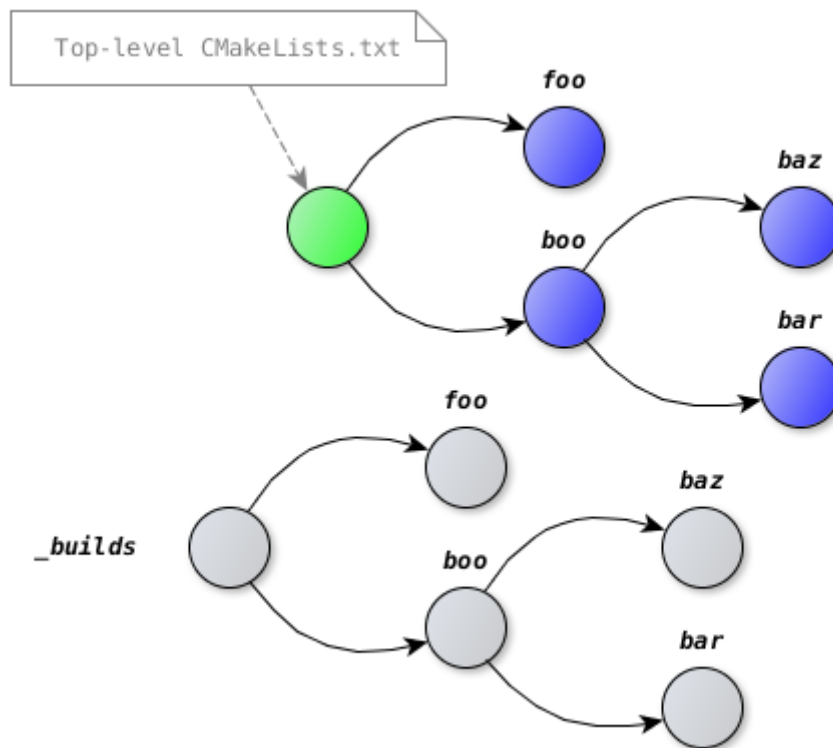 Top-level CMakeLists.txt
foo
baz
boo
bar
foo
baz
_builds
boo
bar